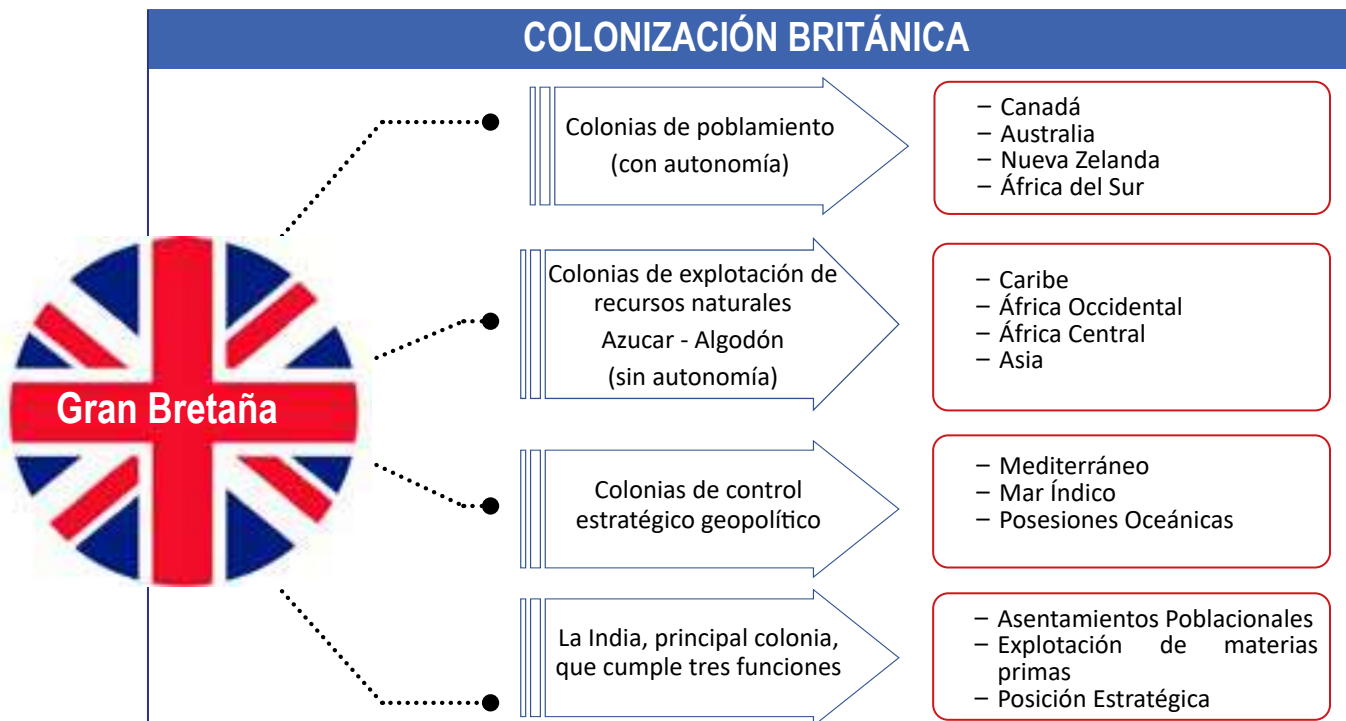 COLONIZACIÓN BRITÁNICA
Gran Bretaña
Colonias de poblamiento
(con autonomía)
– Canadá
– Australia
– Nueva Zelanda
– África del Sur
Colonias de explotación de
recursos naturales
Azucar - Algodón
(sin autonomía)
– Caribe
– África Occidental
– África Central
– Asia
Colonias de control
estratégico geopolítico
– Mediterráneo
– Mar Índico
– Posesiones Oceánicas
La India, principal colonia,
que cumple tres funciones
– Asentamientos Poblacionales
– Explotación de materias
primas
– Posición Estratégica